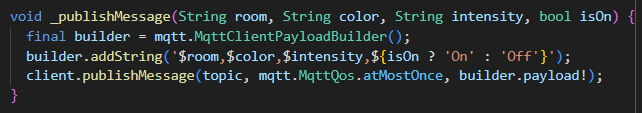 void _publishMessage(String room, String color, String intensity, bool isOn) {
  final builder = mqtt.MqttClientPayloadBuilder();
  builder.addString('$room,$color,$intensity,${isOn ? 'On' : 'Off'}');
  client.publishMessage(topic, mqtt.MqttQos.atMostOnce, builder.payload!);
}